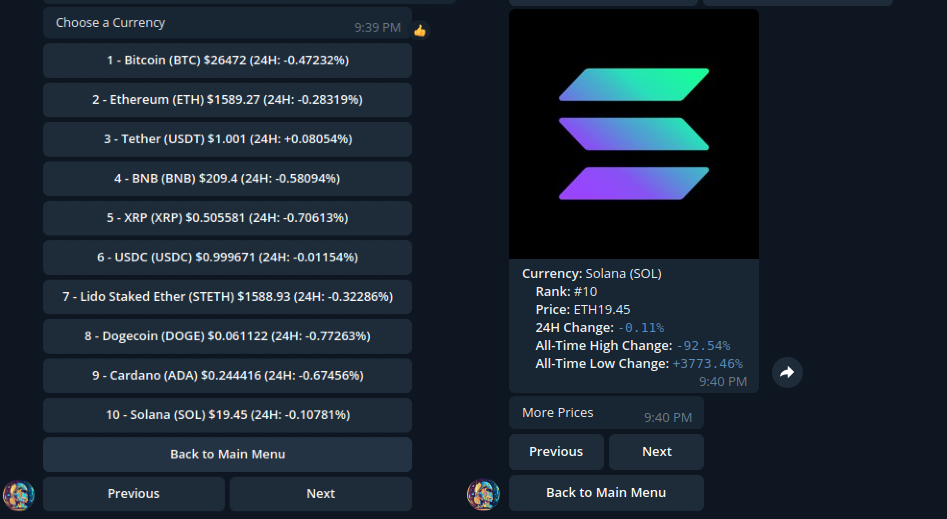 Choose a Currency
9:39 PM
1 - Bitcoin (BTC) $26472 (24H: -0.47232%)
2 - Ethereum (ETH) $1589.27 (24H: -0.28319%)
3 - Tether (USDT) $1.001 (24H: +0.08054%)
4 - BNB (BNB) $209.4 (24H: -0.58094%)
5 - XRP (XRP) $0.505581 (24H: -0.70613%)
6 - USDC (USDC) $0.999671 (24H: -0.01154%)
7 - Lido Staked Ether (STETH) $1588.93 (24H: -0.32286%)
8 - Dogecoin (DOGE) $0.061122 (24H: -0.77263%)
9 - Cardano (ADA) $0.244416 (24H: -0.67456%)
10 - Solana (SOL) $19.45 (24H: -0.10781%)
Back to Main Menu
Previous
Next
Currency: Solana (SOL)
Rank: #10
Price: ETH19.45
24H Change: -0.11%
All-Time High Change: -92.54%
All-Time Low Change: +3773.46%
9:40 PM
More Prices
9:40 PM
Previous
Next
Back to Main Menu